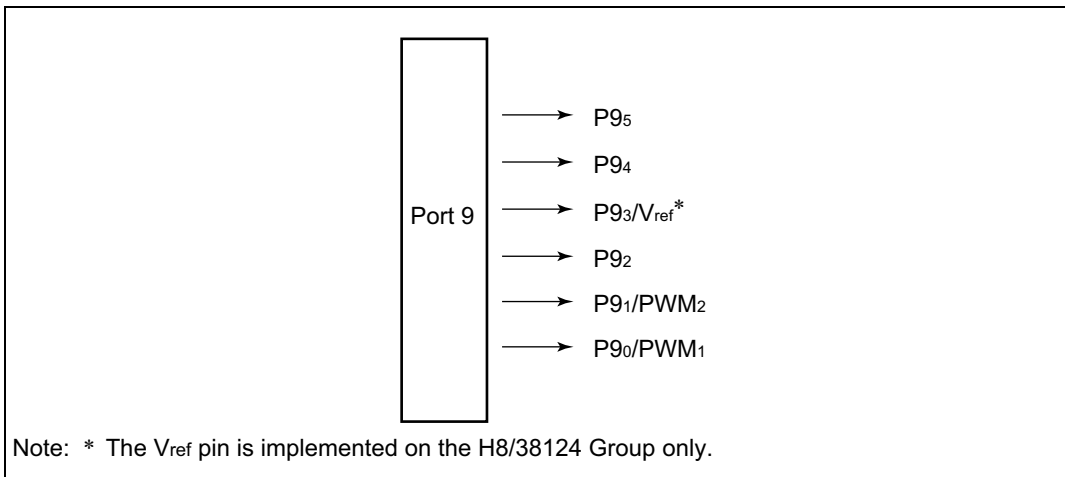 Port 9
P95
P94
P93/Vref*
P92
P91/PWM2
P90/PWM1
Note: * The Vref pin is implemented on the H8/38124 Group only.